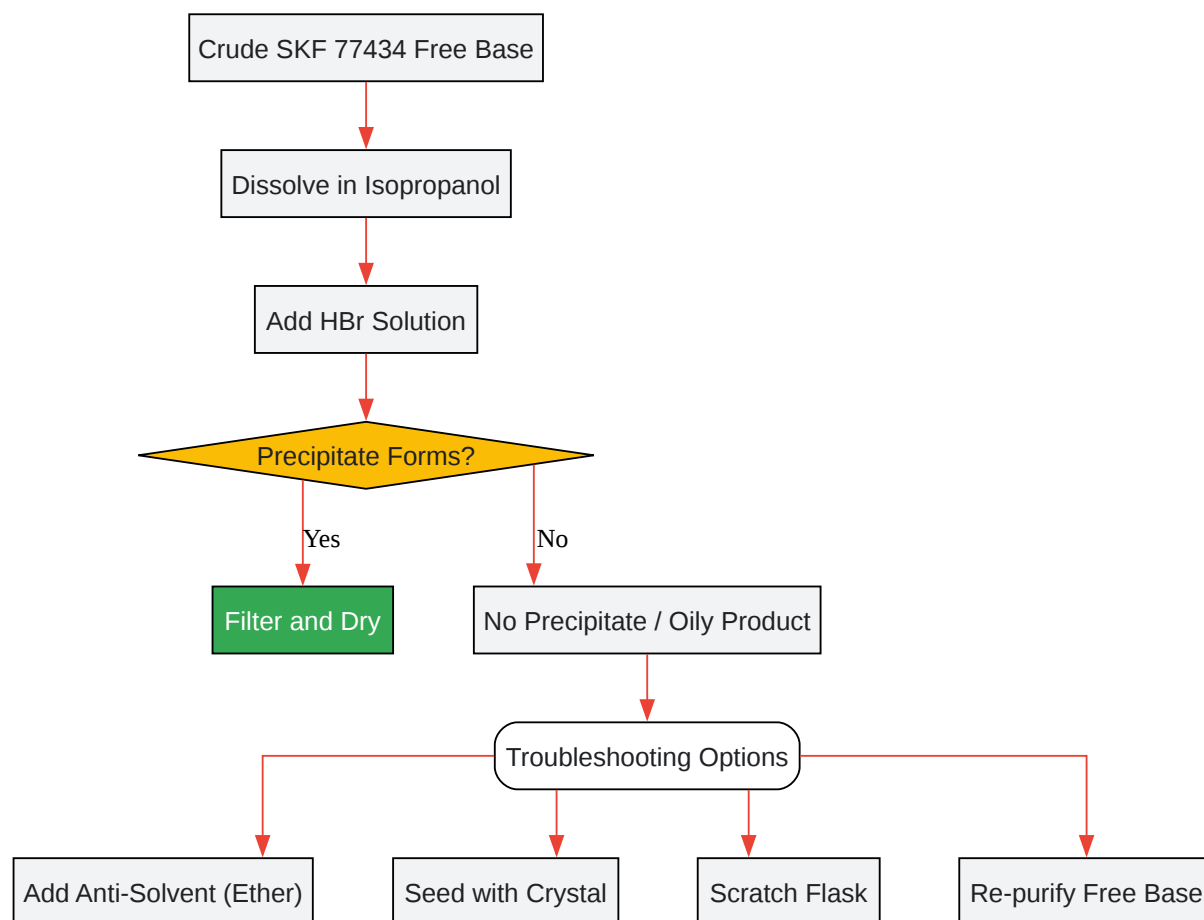 Crude SKF 77434 Free Base
Dissolve in Isopropanol
Add HBr Solution
Precipitate Forms?
Yes
No
Filter and Dry
No Precipitate / Oily Product
Troubleshooting Options
Add Anti-Solvent (Ether)
Seed with Crystal
Scratch Flask
Re-purify Free Base